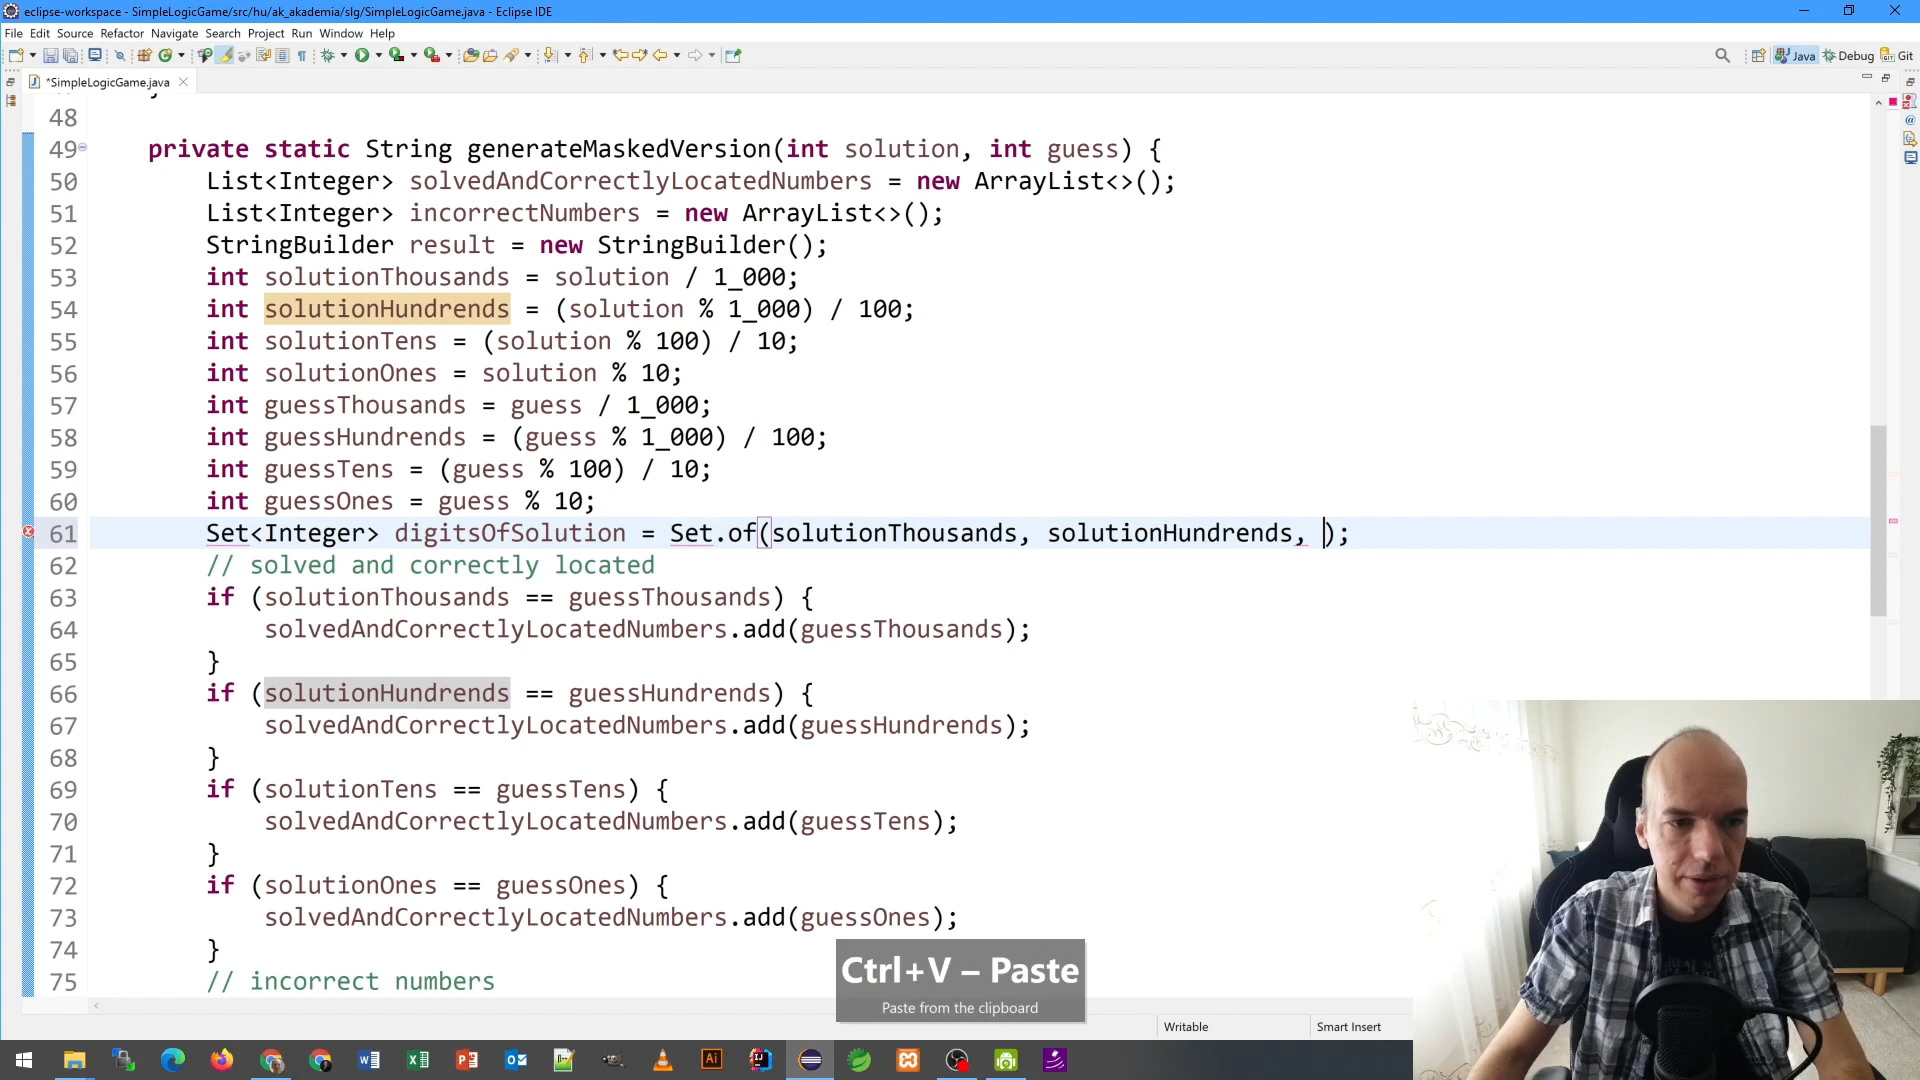 eclipse-workspace - SimpleLogicGame/src/hu/ak_akademia/slg/SimpleLogicGame.java - Eclipse IDE
File Edit Source Refactor Navigate Search Project Run Window Help
Java Debug Git
*SimpleLogicGame.java
48
49 private static String generateMaskedVersion(int solution, int guess) {
50 List<Integer> solvedAndCorrectlyLocatedNumbers = new ArrayList<>();
51 List<Integer> incorrectNumbers = new ArrayList<>();
52 StringBuilder result = new StringBuilder();
53 int solutionThousands = solution / 1_000;
54 int solutionHundrends = (solution % 1_000) / 100;
55 int solutionTens = (solution % 100) / 10;
56 int solutionOnes = solution % 10;
57 int guessThousands = guess / 1_000;
58 int guessHundrends = (guess % 1_000) / 100;
59 int guessTens = (guess % 100) / 10;
60 int guessOnes = guess % 10;
61 Set<Integer> digitsOfSolution = Set.of(solutionThousands, solutionHundrends, );
62 // solved and correctly located
63 if (solutionThousands == guessThousands) {
64 solvedAndCorrectlyLocatedNumbers.add(guessThousands);
65 }
66 if (solutionHundrends == guessHundrends) {
67 solvedAndCorrectlyLocatedNumbers.add(guessHundrends);
68 }
69 if (solutionTens == guessTens) {
70 solvedAndCorrectlyLocatedNumbers.add(guessTens);
71 }
72 if (solutionOnes == guessOnes) {
73 solvedAndCorrectlyLocatedNumbers.add(guessOnes);
74 }
75 // incorrect numbers
Ctrl+V – Paste
Paste from the clipboard
Writable Smart Insert